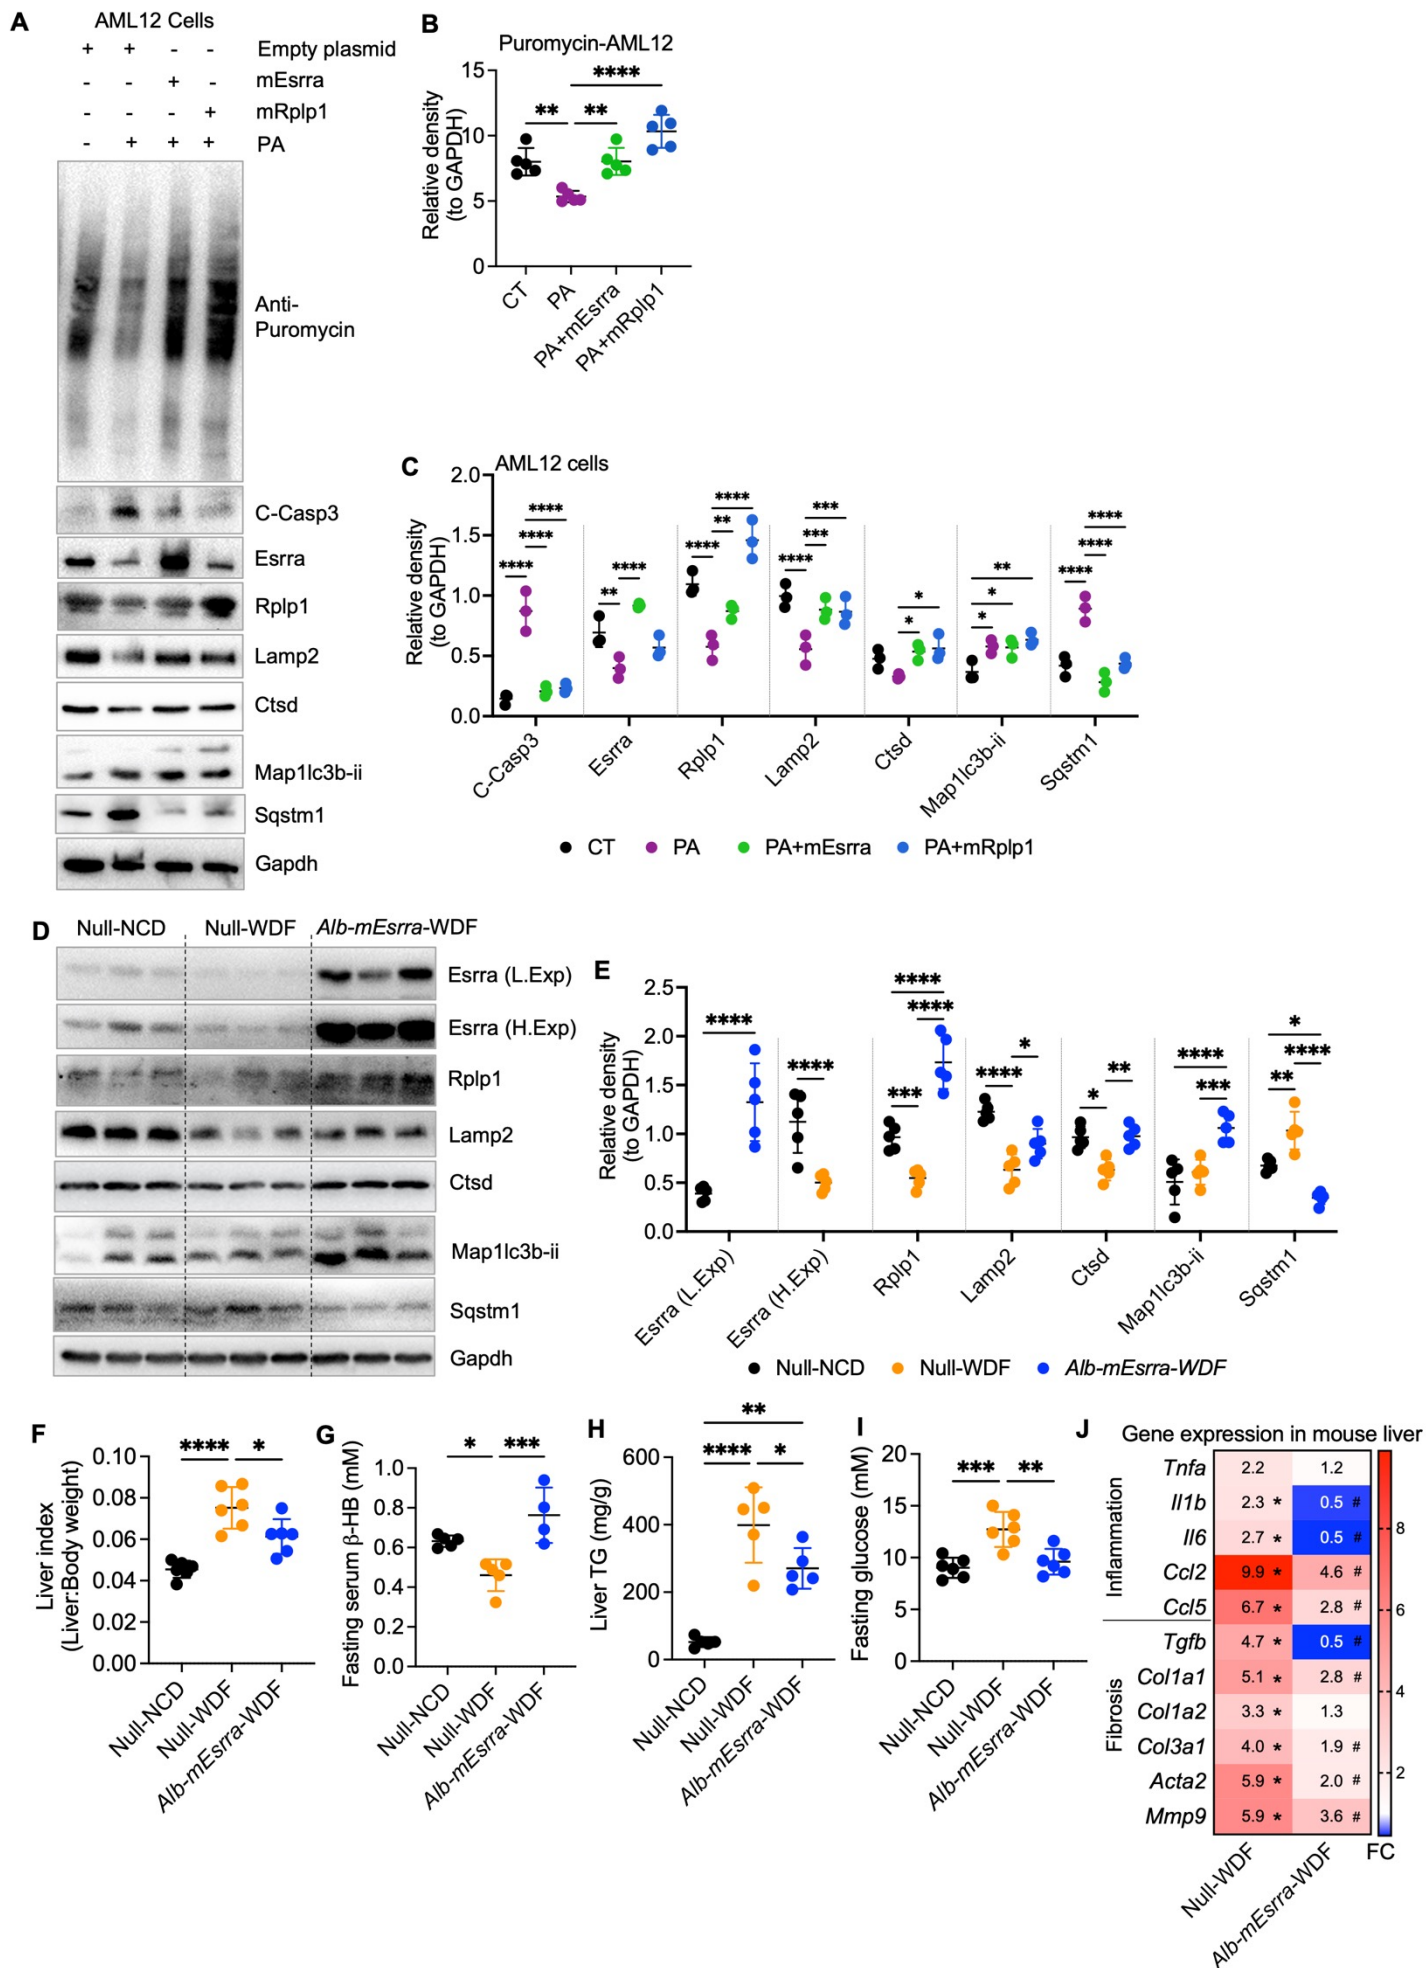 A
AML12 Cells
+ + - - Empty plasmid
- - + - mEsrra
- - - + mRplp1
- + + + PA
Anti-
Puromycin
C-Casp3
Esrra
Rplp1
Lamp2
Ctsd
Map1lc3b-ii
Sqstm1
Gapdh
B
Puromycin-AML12
Relative density
(to GAPDH)
15
10
5
0
**
**
****
CT
PA
PA+mEsrra
PA+mRplp1
C
AML12 cells
Relative density
(to GAPDH)
2.0
1.5
1.0
0.5
0.0
**** **** ****
** ****
**** ** ****
**** *** ***
* *
* * **
**** **** ****
C-Casp3
Esrra
Rplp1
Lamp2
Ctsd
Map1lc3b-ii
Sqstm1
CT PA PA+mEsrra PA+mRplp1
D
Null-NCD Null-WDF Alb-mEsrra-WDF
Esrra (L.Exp)
Esrra (H.Exp)
Rplp1
Lamp2
Ctsd
Map1lc3b-ii
Sqstm1
Gapdh
E
Relative density
(to GAPDH)
2.5
2.0
1.5
1.0
0.5
0.0
****
****
*** **** ****
**** *
* **
**** ***
** **** *
Esrra (L.Exp)
Esrra (H.Exp)
Rplp1
Lamp2
Ctsd
Map1lc3b-ii
Sqstm1
Null-NCD Null-WDF Alb-mEsrra-WDF
F
Liver index
(Liver:Body weight)
0.10
0.08
0.06
0.04
0.02
0.00
**** *
Null-NCD
Null-WDF
Alb-mEsrra-WDF
G
Fasting serum β-HB (mM)
1.0
0.8
0.6
0.4
0.2
0.0
* ***
Null-NCD
Null-WDF
Alb-mEsrra-WDF
H
Liver TG (mg/g)
600
400
200
0
**
**** *
Null-NCD
Null-WDF
Alb-mEsrra-WDF
I
Fasting glucose (mM)
20
15
10
5
0
*** **
Null-NCD
Null-WDF
Alb-mEsrra-WDF
J
Gene expression in mouse liver
Inflammation
Tnfa 2.2 1.2
Il1b 2.3 * 0.5 #
Il6 2.7 * 0.5 #
Ccl2 9.9 * 4.6 #
Ccl5 6.7 * 2.8 #
Fibrosis
Tgfb 4.7 * 0.5 #
Col1a1 5.1 * 2.8 #
Col1a2 3.3 * 1.3
Col3a1 4.0 * 1.9 #
Acta2 5.9 * 2.0 #
Mmp9 5.9 * 3.6 #
8
6
4
2
FC
Null-WDF
Alb-mEsrra-WDF